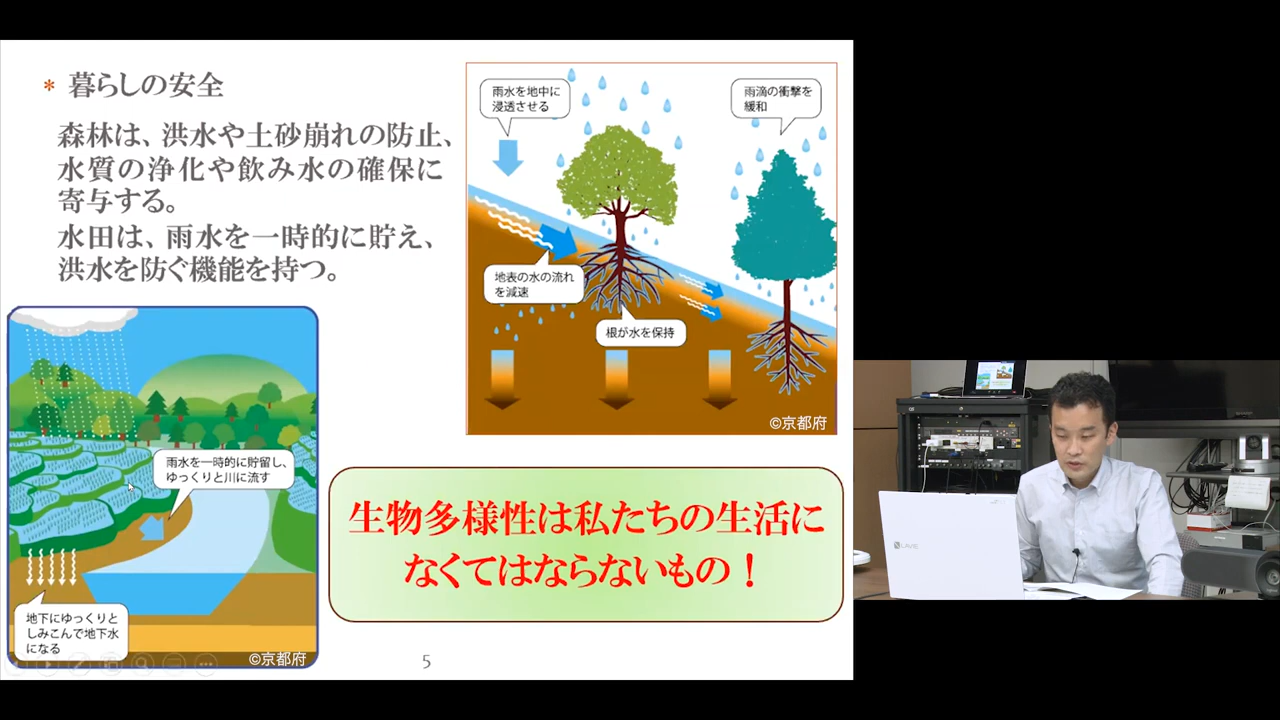 * 暮らしの安全
森林は、洪水や土砂崩れの防止、
水質の浄化や飲み水の確保に
寄与する。
水田は、雨水を一時的に貯え、
洪水を防ぐ機能を持つ。
雨水を地中に
浸透させる
雨滴の衝撃を
緩和
地表の水の流れ
を減速
根が水を保持
©京都府
雨水を一時的に貯留し、
ゆっくりと川に流す
地下にゆっくりと
しみこんで地下水
になる
©京都府
生物多様性は私たちの生活に
なくてはならないもの！
5
LAVIE